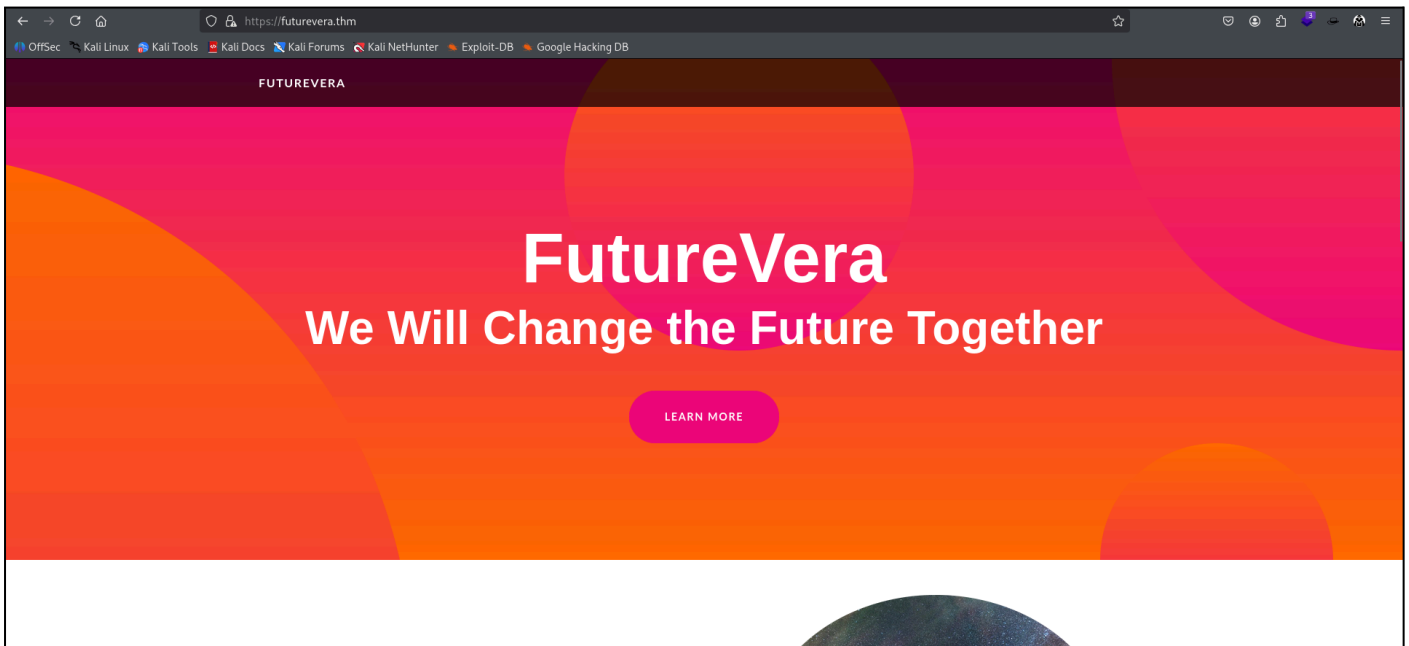 https://futurevera.thm
3
OffSec Kali Linux Kali Tools Kali Docs Kali Forums Kali NetHunter Exploit-DB Google Hacking DB
FUTUREVERA
FutureVera
We Will Change the Future Together
LEARN MORE